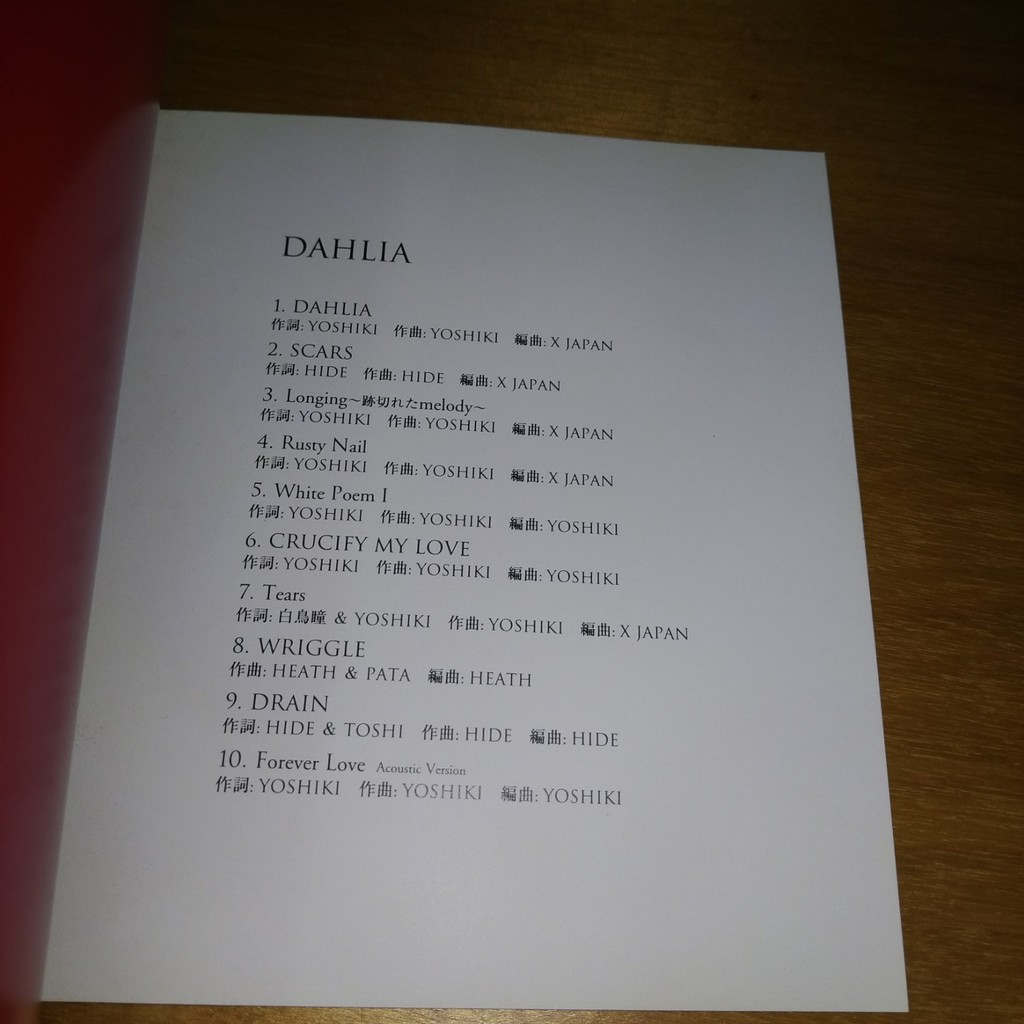 DAHLIA
1. DAHLIA
作詞: YOSHIKI 作曲: YOSHIKI 編曲: X JAPAN
2. SCARS
作詞: HIDE 作曲: HIDE 編曲: X JAPAN
3. Longing～跡切れたmelody～
作詞: YOSHIKI 作曲: YOSHIKI 編曲: X JAPAN
4. Rusty Nail
作詞: YOSHIKI 作曲: YOSHIKI 編曲: X JAPAN
5. White Poem I
作詞: YOSHIKI 作曲: YOSHIKI 編曲: YOSHIKI
6. CRUCIFY MY LOVE
作詞: YOSHIKI 作曲: YOSHIKI 編曲: YOSHIKI
7. Tears
作詞: 白鳥瞳 & YOSHIKI 作曲: YOSHIKI 編曲: X JAPAN
8. WRIGGLE
作曲: HEATH & PATA 編曲: HEATH
9. DRAIN
作詞: HIDE & TOSHI 作曲: HIDE 編曲: HIDE
10. Forever Love Acoustic Version
作詞: YOSHIKI 作曲: YOSHIKI 編曲: YOSHIKI